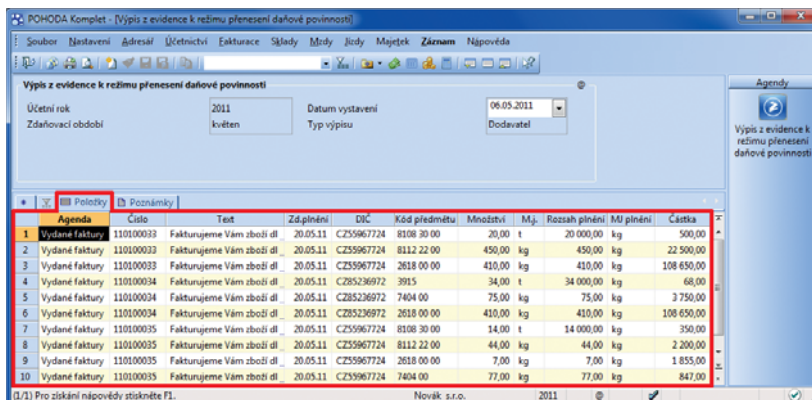 POHODA Komplet - [Výpis z evidence k režimu přenesení daňové povinnosti]
Soubor Nastavení Adresář Účetnictví Fakturace Sklady Mzdy Jízdy Majetek Záznam Nápověda
Výpis z evidence k režimu přenesení daňové povinnosti @
Účetní rok 2011 Datum vystavení 06.05.2011
Zdaňovací období květen Typ výpisu Dodavatel
Agendy
Výpis z evidence k
režimu přenesení
daňové povinnosti
* Položky Poznámky
Agenda Číslo Text Zd.plnění DIČ Kód předmětu Množství M.j. Rozsah plnění MJ plnění Částka
1 Vydané faktury 110100033 Fakturujeme Vám zboží dl ... 20.05.11 CZ55967724 8108 30 00 20,00 t 20 000,00 kg 500,00
2 Vydané faktury 110100033 Fakturujeme Vám zboží dl ... 20.05.11 CZ55967724 8112 22 00 450,00 kg 450,00 kg 22 500,00
3 Vydané faktury 110100033 Fakturujeme Vám zboží dl ... 20.05.11 CZ55967724 2618 00 00 410,00 kg 410,00 kg 108 650,00
4 Vydané faktury 110100034 Fakturujeme Vám zboží dl ... 20.05.11 CZ85236972 3915 34,00 t 34 000,00 kg 68,00
5 Vydané faktury 110100034 Fakturujeme Vám zboží dl ... 20.05.11 CZ85236972 7404 00 75,00 kg 75,00 kg 3 750,00
6 Vydané faktury 110100034 Fakturujeme Vám zboží dl ... 20.05.11 CZ85236972 2618 00 00 410,00 kg 410,00 kg 108 650,00
7 Vydané faktury 110100035 Fakturujeme Vám zboží dl ... 20.05.11 CZ55967724 8108 30 00 14,00 t 14 000,00 kg 350,00
8 Vydané faktury 110100035 Fakturujeme Vám zboží dl ... 20.05.11 CZ55967724 8112 22 00 44,00 kg 44,00 kg 2 200,00
9 Vydané faktury 110100035 Fakturujeme Vám zboží dl ... 20.05.11 CZ55967724 2618 00 00 7,00 kg 7,00 kg 1 855,00
10 Vydané faktury 110100035 Fakturujeme Vám zboží dl ... 20.05.11 CZ55967724 7404 00 77,00 kg 77,00 kg 847,00
(1/1) Pro získání nápovědy stiskněte F1. Novák s.r.o. 2011 @